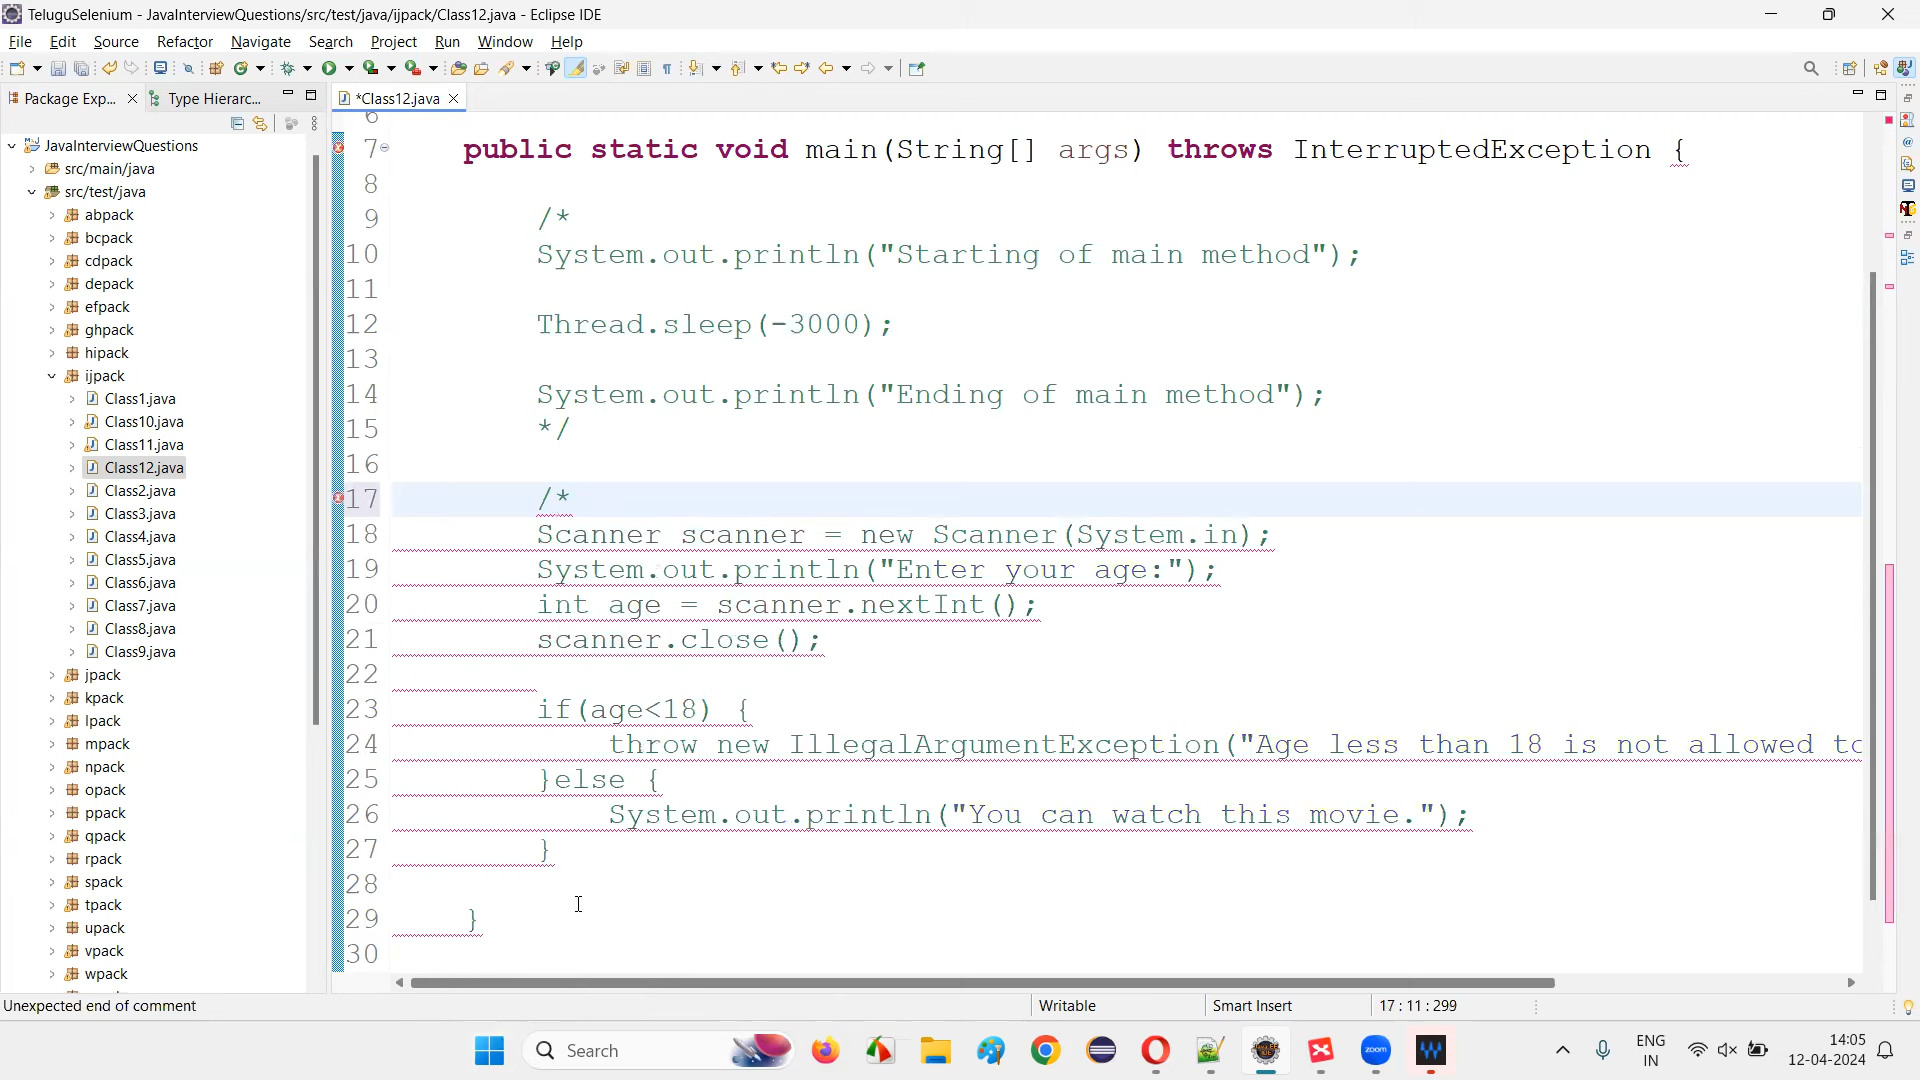 TeluguSelenium - JavaInterviewQuestions/src/test/java/ijpack/Class12.java - Eclipse IDE
File Edit Source Refactor Navigate Search Project Run Window Help
Package Exp... Type Hierarc...
*Class12.java
JavaInterviewQuestions
src/main/java
src/test/java
abpack
bcpack
cdpack
depack
efpack
ghpack
hipack
ijpack
Class1.java
Class10.java
Class11.java
Class12.java
Class2.java
Class3.java
Class4.java
Class5.java
Class6.java
Class7.java
Class8.java
Class9.java
jpack
kpack
lpack
mpack
npack
opack
ppack
qpack
rpack
spack
tpack
upack
vpack
wpack
6
7 public static void main(String[] args) throws InterruptedException {
8
9 /*
10 System.out.println("Starting of main method");
11
12 Thread.sleep(-3000);
13
14 System.out.println("Ending of main method");
15 */
16
17 /*
18 Scanner scanner = new Scanner(System.in);
19 System.out.println("Enter your age:");
20 int age = scanner.nextInt();
21 scanner.close();
22
23 if(age<18) {
24 throw new IllegalArgumentException("Age less than 18 is not allowed to
25 }else {
26 System.out.println("You can watch this movie.");
27 }
28
29 }
30
Unexpected end of comment Writable Smart Insert 17 : 11 : 299
Search
zoom
ENG
IN
14:05
12-04-2024